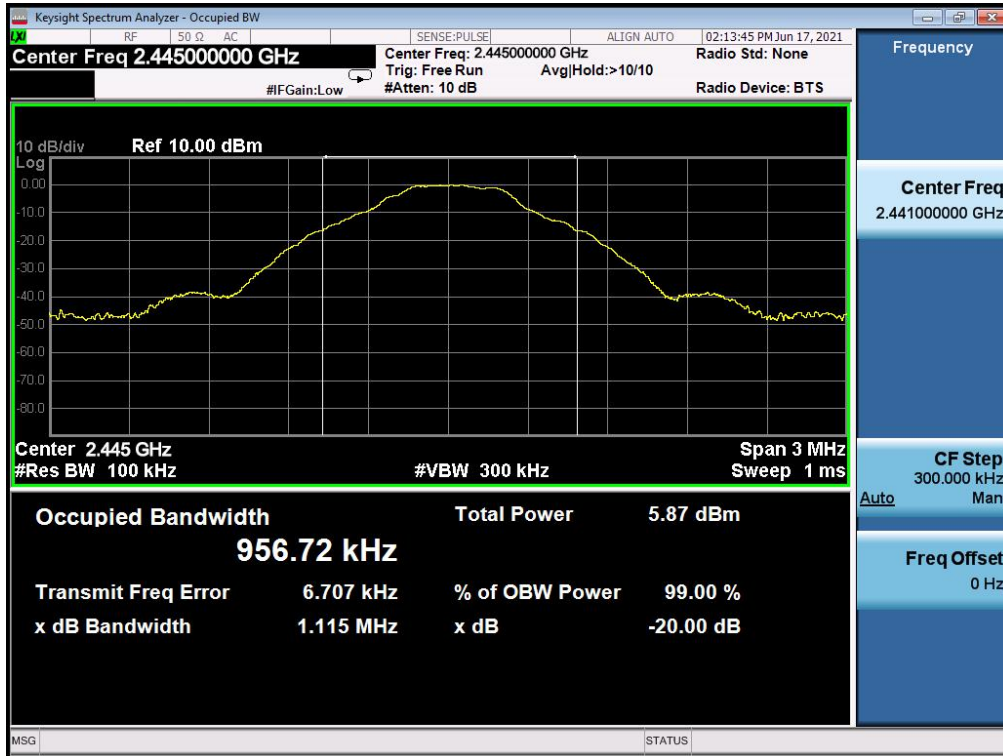 Keysight Spectrum Analyzer - Occupied BW
LXI RF 50 Ω AC SENSE:PULSE ALIGN AUTO 02:13:45 PM Jun 17, 2021
Center Freq 2.445000000 GHz
#IFGain:Low
Center Freq: 2.445000000 GHz
Trig: Free Run Avg|Hold:>10/10
#Atten: 10 dB
Radio Std: None
Radio Device: BTS
10 dB/div Ref 10.00 dBm
Log
0.00
-10.0
-20.0
-30.0
-40.0
-50.0
-60.0
-70.0
-80.0
Center 2.445 GHz Span 3 MHz
#Res BW 100 kHz #VBW 300 kHz Sweep 1 ms
Occupied Bandwidth Total Power 5.87 dBm
956.72 kHz
Transmit Freq Error 6.707 kHz % of OBW Power 99.00 %
x dB Bandwidth 1.115 MHz x dB -20.00 dB
MSG STATUS
Frequency
Center Freq
2.441000000 GHz
CF Step
300.000 kHz
Auto Man
Freq Offset
0 Hz